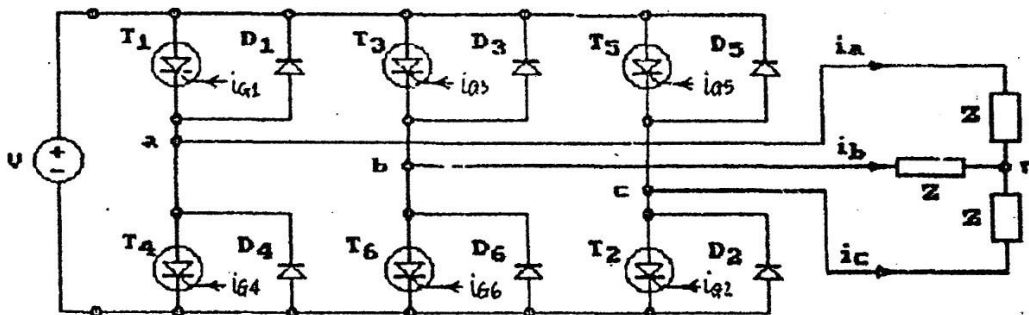 T1 D1 T3 D3 T5 D5 ia
iG1 iG3 iG5 Z
a
V b ib n
Z
c Z
T4 D4 T6 D6 T2 D2
iG4 iG6 iG2 ic